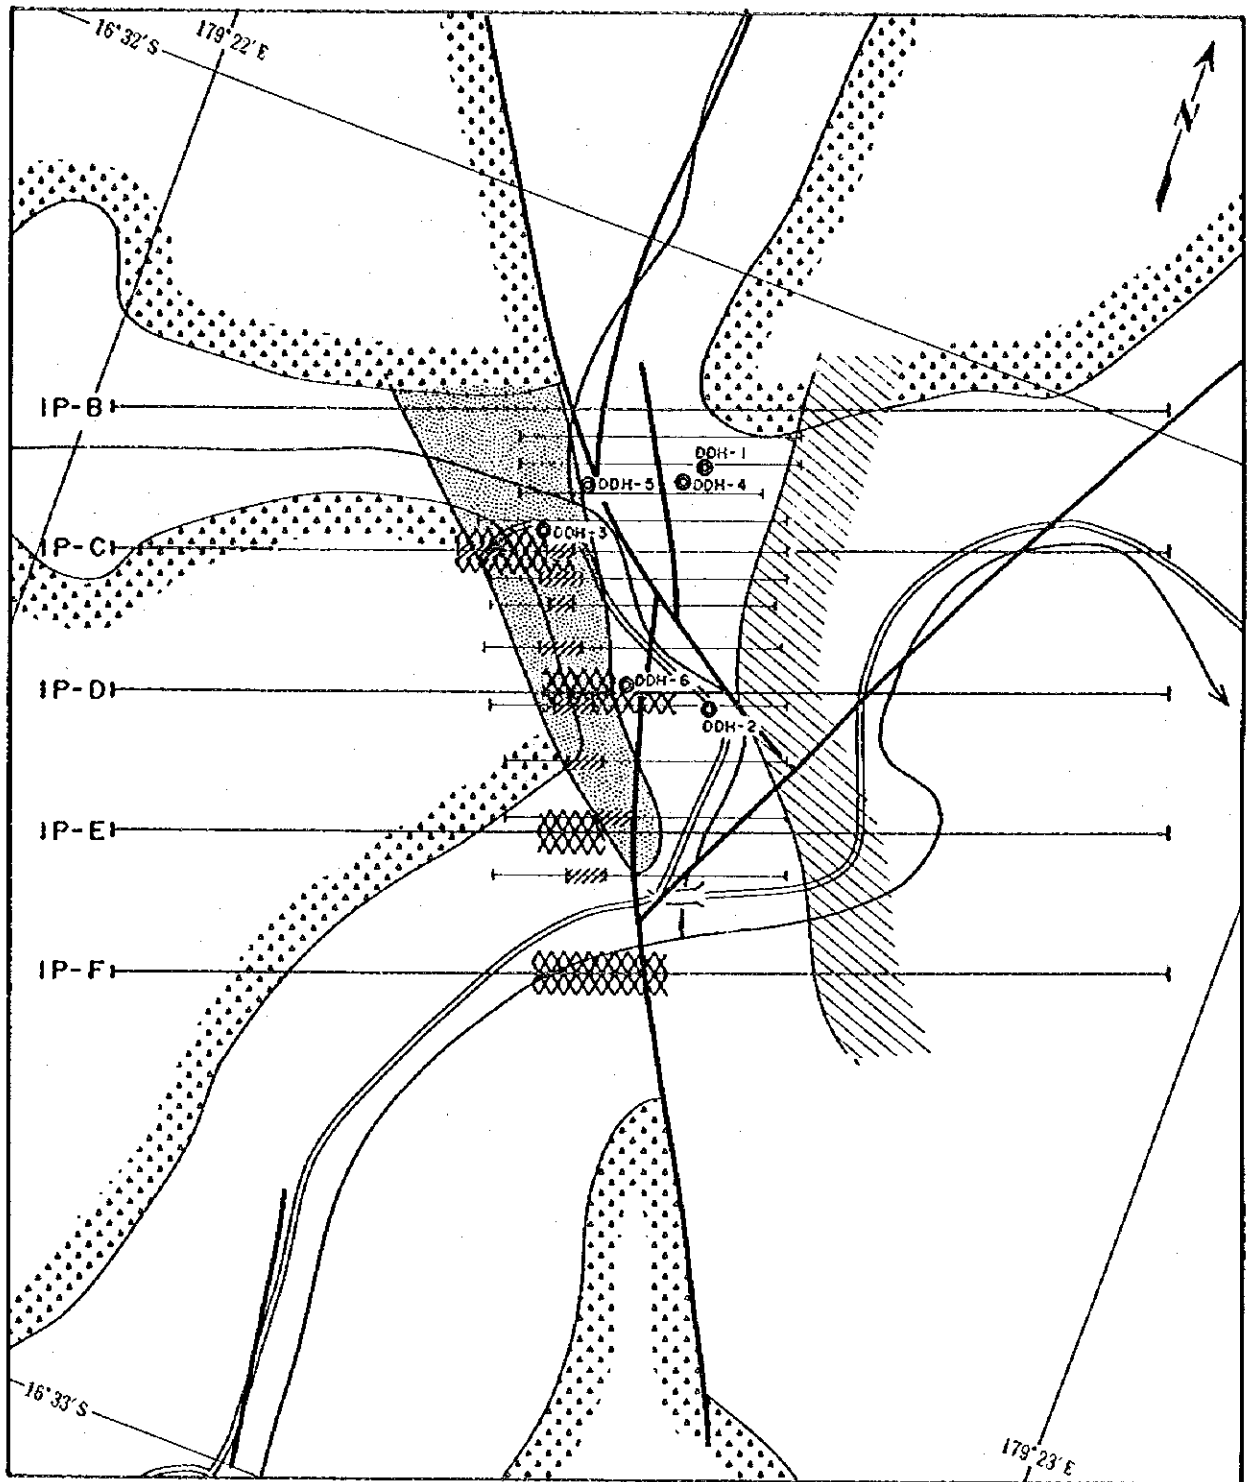 16°32'S
179°22'E
N
IP-B
DDH-1
DDH-5
DDH-4
DDH-3
IP-C
IP-D
DDH-6
DDH-2
IP-E
IP-F
16°33'S
179°23'E